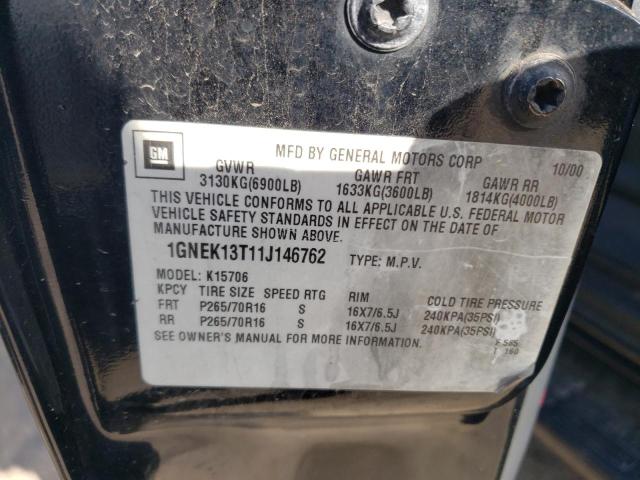 GM
MFD BY GENERAL MOTORS CORP 10/00
GVWR GAWR FRT GAWR RR
3130KG(6900LB) 1633KG(3600LB) 1814KG(4000LB)
THIS VEHICLE CONFORMS TO ALL APPLICABLE U.S. FEDERAL MOTOR
VEHICLE SAFETY STANDARDS IN EFFECT ON THE DATE OF
MANUFACTURE SHOWN ABOVE.
1GNEK13T11J146762 TYPE: M.P.V.
MODEL: K15706
KPCY TIRE SIZE SPEED RTG RIM COLD TIRE PRESSURE
FRT P265/70R16 S 16X7/6.5J 240KPA(35PSI)
RR P265/70R16 S 16X7/6.5J 240KPA(35PSI)
SEE OWNER'S MANUAL FOR MORE INFORMATION.